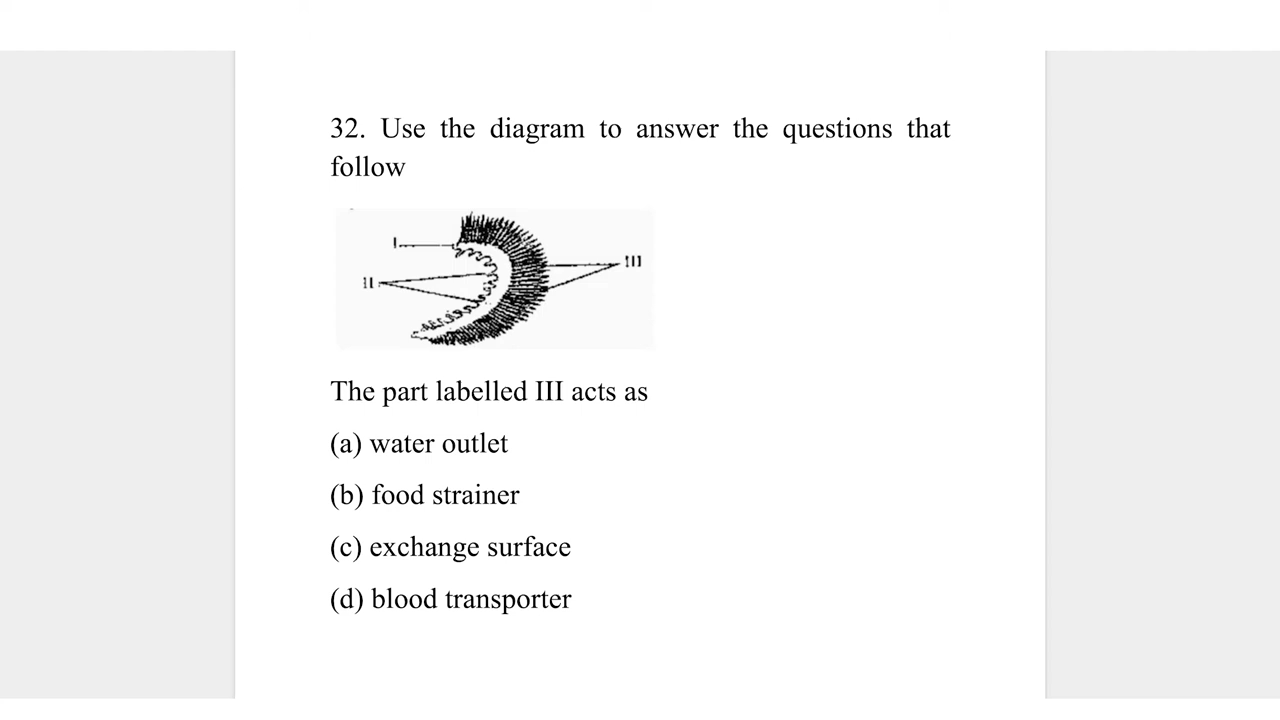 32. Use the diagram to answer the questions that
follow
I
II
III
The part labelled III acts as
(a) water outlet
(b) food strainer
(c) exchange surface
(d) blood transporter